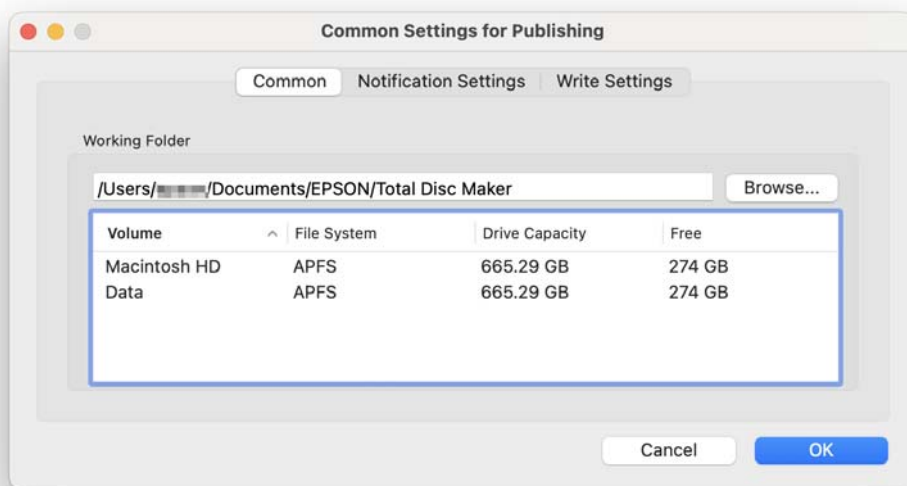 Common Settings for Publishing
Common Notification Settings Write Settings
Working Folder
/Users/ /Documents/EPSON/Total Disc Maker Browse...
Volume File System Drive Capacity Free
Macintosh HD APFS 665.29 GB 274 GB
Data APFS 665.29 GB 274 GB
Cancel OK